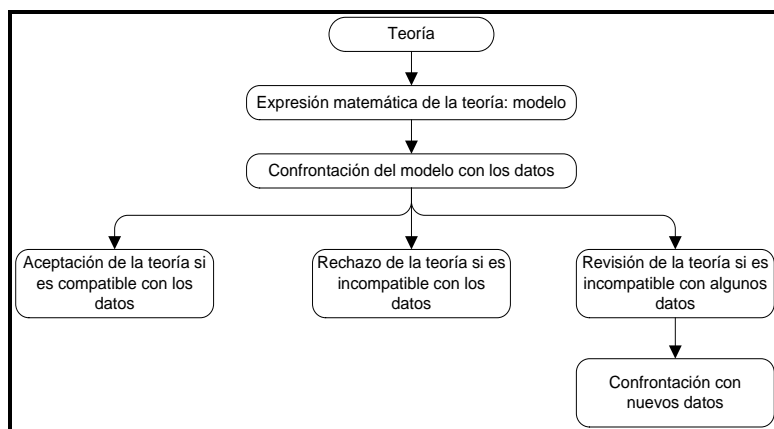 Teoría
Expresión matemática de la teoría: modelo
Confrontación del modelo con los datos
Aceptación de la teoría si
es compatible con los
datos
Rechazo de la teoría si es
incompatible con los
datos
Revisión de la teoría si es
incompatible con algunos
datos
Confrontación con
nuevos datos